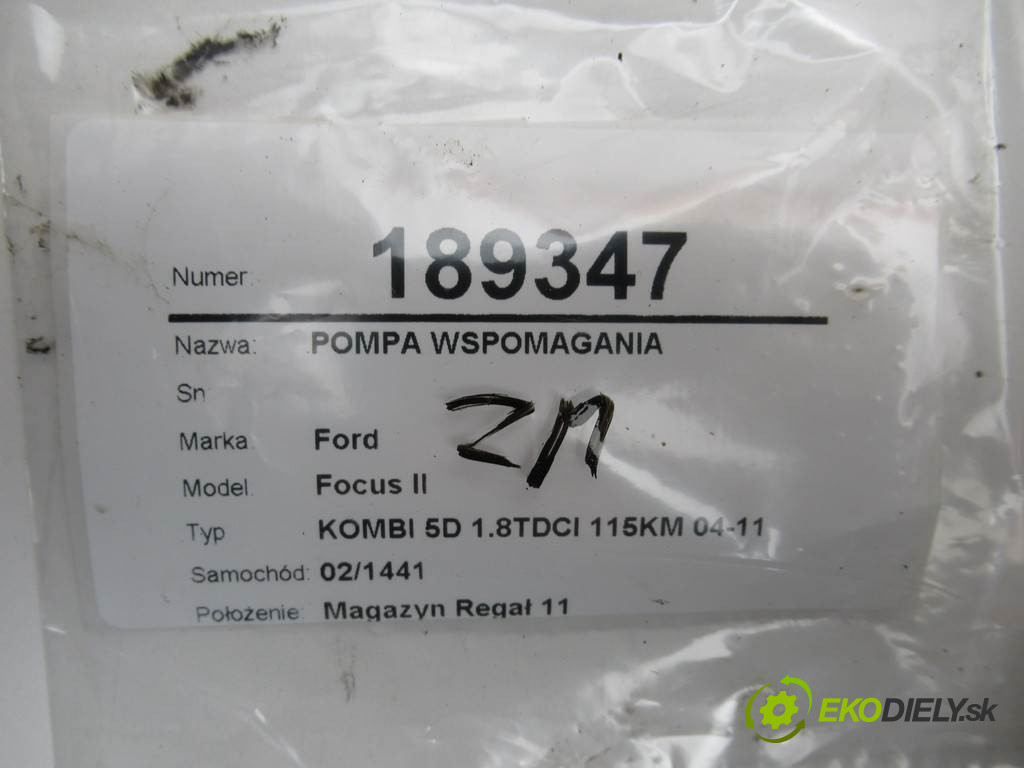 Numer: 189347
Nazwa: POMPA WSPOMAGANIA
Sn
Marka Ford
Model. Focus II
Typ KOMBI 5D 1.8TDCI 115KM 04-11
Samochód: 02/1441
Położenie: Magazyn Regał 11
EKODIELY.sk